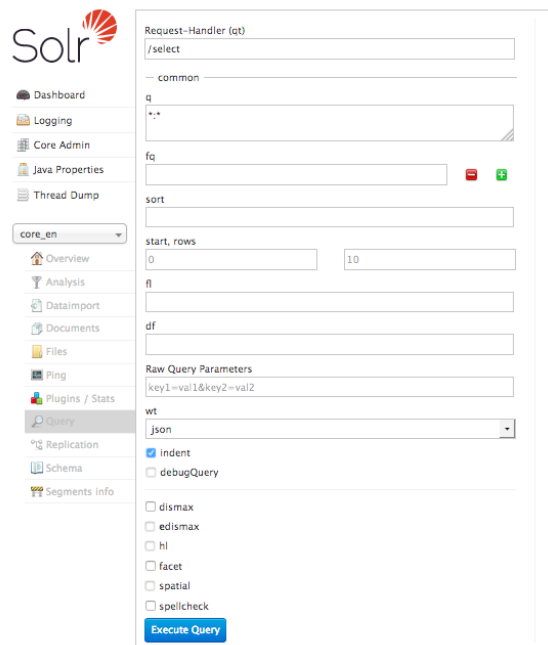 Solr
Dashboard
Logging
Core Admin
Java Properties
Thread Dump
core_en
Overview
Analysis
Dataimport
Documents
Files
Ping
Plugins / Stats
Query
Replication
Schema
Segments info
Request-Handler (qt)
/select
common
q
*:*
fq
sort
start, rows
0 10
fl
df
Raw Query Parameters
key1=val1&key2=val2
wt
json
indent
debugQuery
dismax
edismax
hl
facet
spatial
spellcheck
Execute Query